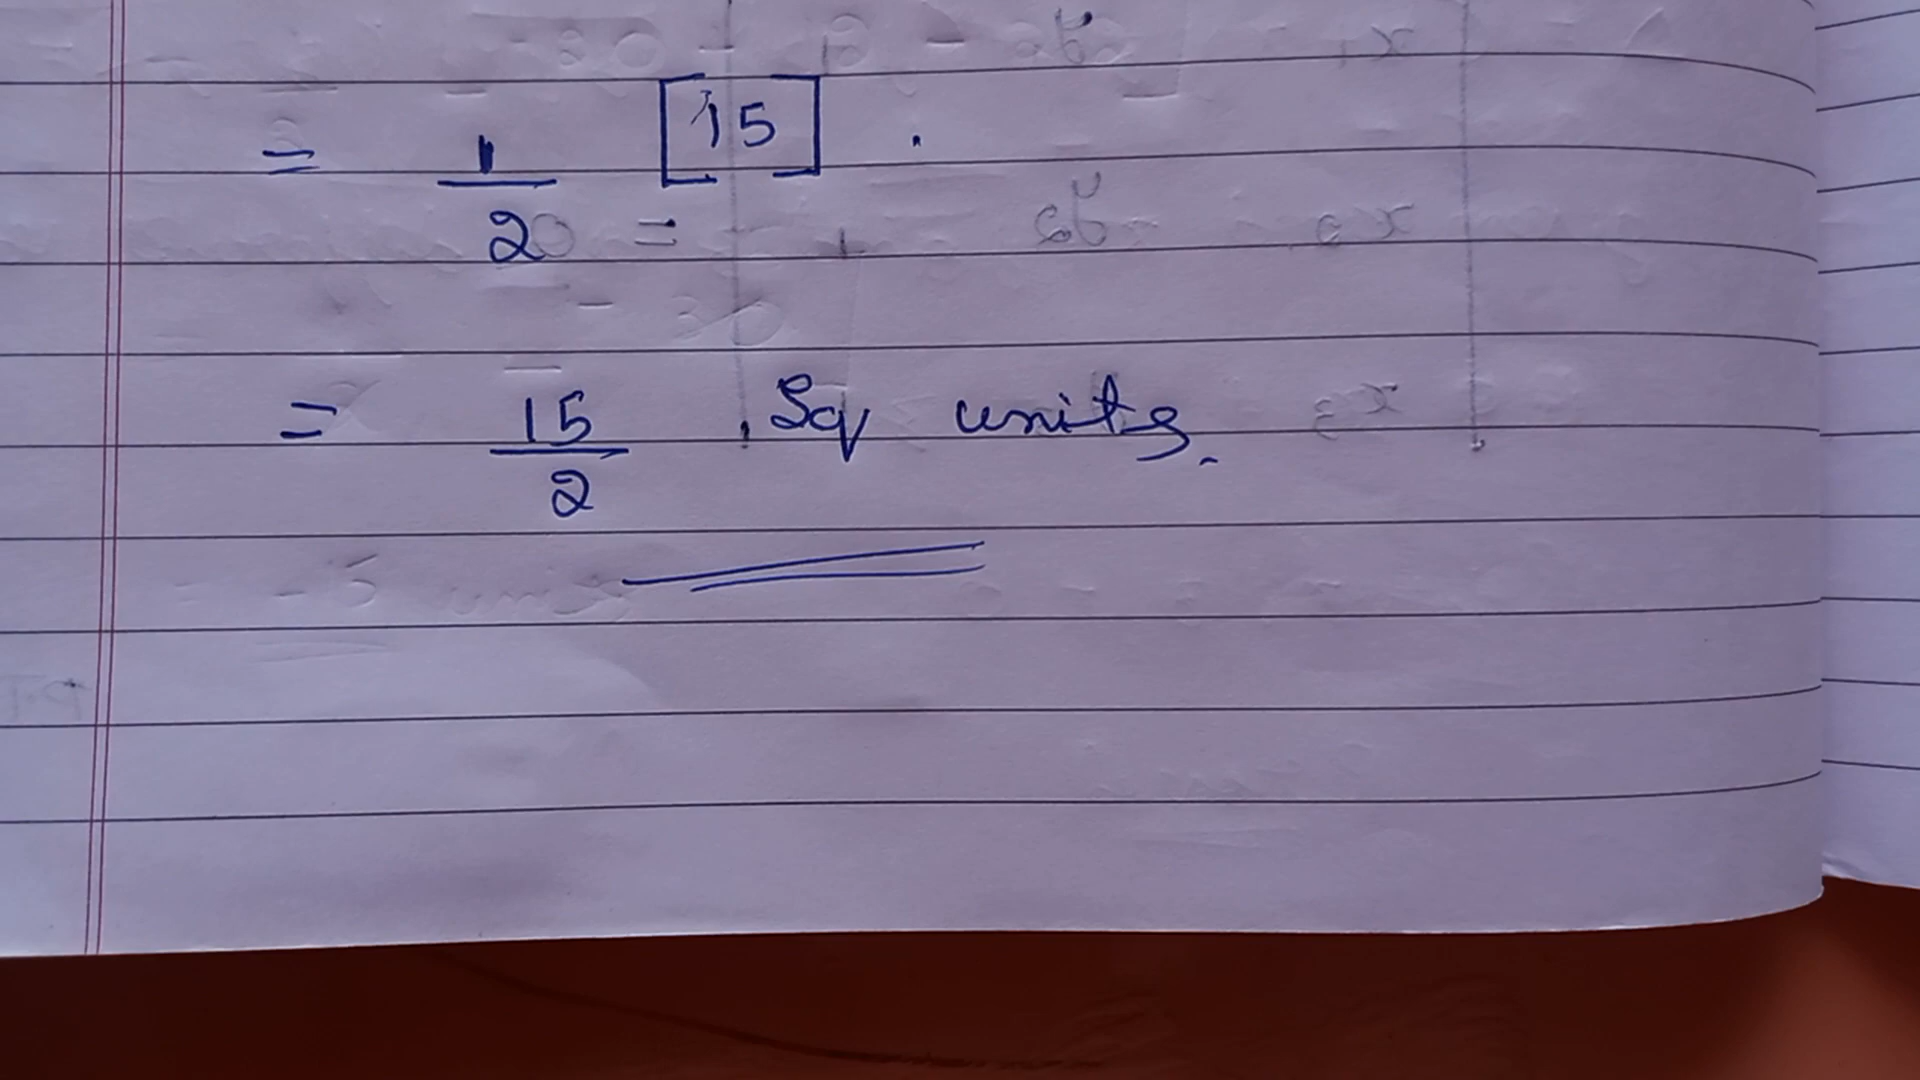 = 1/2 [15] .
= 15/2 . Sq units.